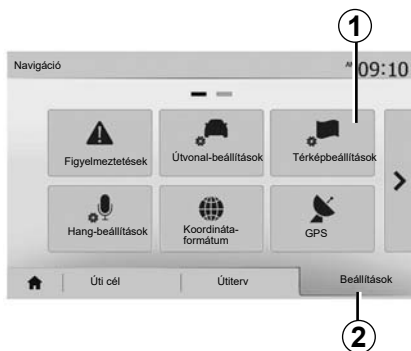 1
Navigáció
09:10
Figyelmeztetések
Útvonal-beállítások
Térképbeállítások
Hang-beállítások
Koordináta-
formátum
GPS
Úti cél
Útiterv
Beállítások
2